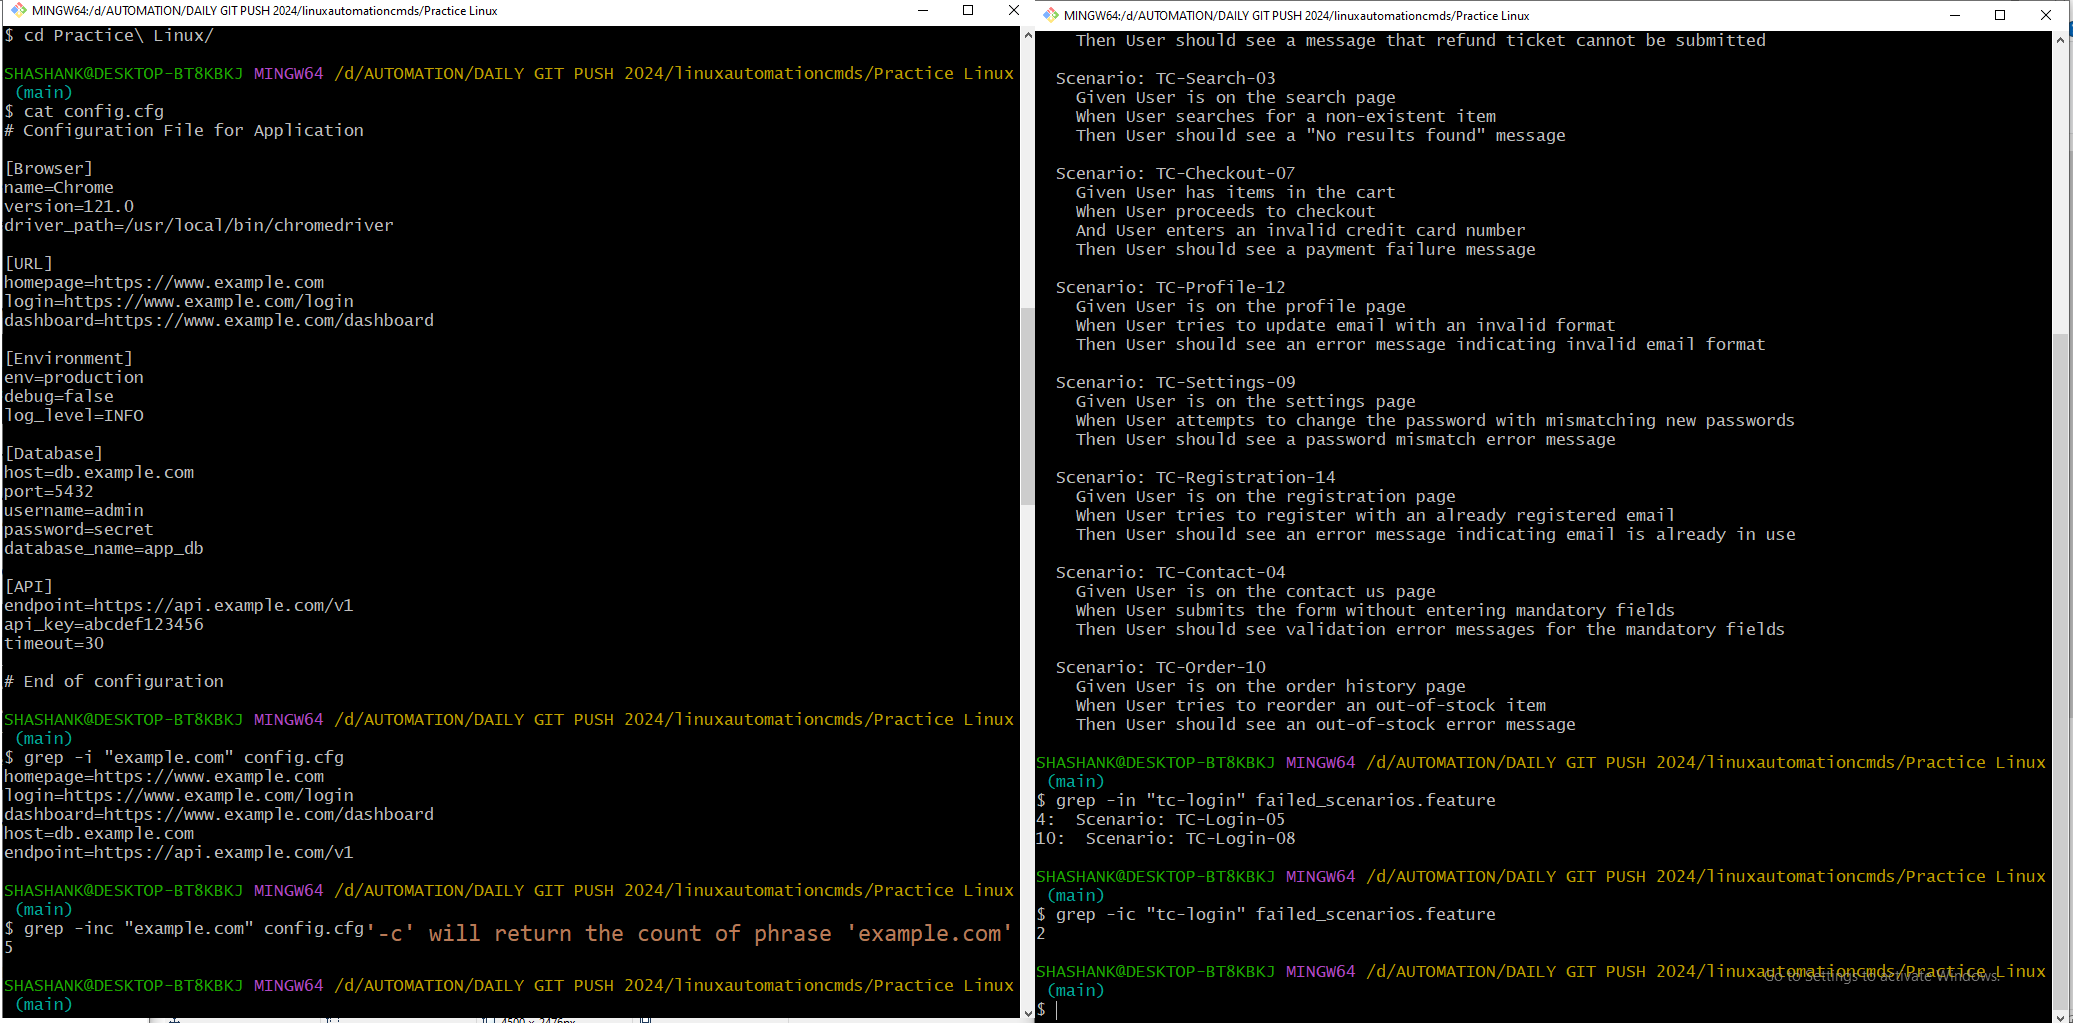 MINGW64:/d/AUTOMATION/DAILY GIT PUSH 2024/linuxautomationcmds/Practice Linux
$ cd Practice\ Linux/
SHASHANK@DESKTOP-BT8KBKJ MINGW64 /d/AUTOMATION/DAILY GIT PUSH 2024/linuxautomationcmds/Practice Linux
(main)
$ cat config.cfg
# Configuration File for Application
[Browser]
name=Chrome
version=121.0
driver_path=/usr/local/bin/chromedriver
[URL]
homepage=https://www.example.com
login=https://www.example.com/login
dashboard=https://www.example.com/dashboard
[Environment]
env=production
debug=false
log_level=INFO
[Database]
host=db.example.com
port=5432
username=admin
password=secret
database_name=app_db
[API]
endpoint=https://api.example.com/v1
api_key=abcdef123456
timeout=30
# End of configuration
SHASHANK@DESKTOP-BT8KBKJ MINGW64 /d/AUTOMATION/DAILY GIT PUSH 2024/linuxautomationcmds/Practice Linux
(main)
$ grep -i "example.com" config.cfg
homepage=https://www.example.com
login=https://www.example.com/login
dashboard=https://www.example.com/dashboard
host=db.example.com
endpoint=https://api.example.com/v1
SHASHANK@DESKTOP-BT8KBKJ MINGW64 /d/AUTOMATION/DAILY GIT PUSH 2024/linuxautomationcmds/Practice Linux
(main)
$ grep -inc "example.com" config.cfg '-c' will return the count of phrase 'example.com'
5
SHASHANK@DESKTOP-BT8KBKJ MINGW64 /d/AUTOMATION/DAILY GIT PUSH 2024/linuxautomationcmds/Practice Linux
(main)
4500 × 2476px
MINGW64:/d/AUTOMATION/DAILY GIT PUSH 2024/linuxautomationcmds/Practice Linux
Then User should see a message that refund ticket cannot be submitted
Scenario: TC-Search-03
Given User is on the search page
When User searches for a non-existent item
Then User should see a "No results found" message
Scenario: TC-Checkout-07
Given User has items in the cart
When User proceeds to checkout
And User enters an invalid credit card number
Then User should see a payment failure message
Scenario: TC-Profile-12
Given User is on the profile page
When User tries to update email with an invalid format
Then User should see an error message indicating invalid email format
Scenario: TC-Settings-09
Given User is on the settings page
When User attempts to change the password with mismatching new passwords
Then User should see a password mismatch error message
Scenario: TC-Registration-14
Given User is on the registration page
When User tries to register with an already registered email
Then User should see an error message indicating email is already in use
Scenario: TC-Contact-04
Given User is on the contact us page
When User submits the form without entering mandatory fields
Then User should see validation error messages for the mandatory fields
Scenario: TC-Order-10
Given User is on the order history page
When User tries to reorder an out-of-stock item
Then User should see an out-of-stock error message
SHASHANK@DESKTOP-BT8KBKJ MINGW64 /d/AUTOMATION/DAILY GIT PUSH 2024/linuxautomationcmds/Practice Linux
(main)
$ grep -in "tc-login" failed_scenarios.feature
4:  Scenario: TC-Login-05
10:  Scenario: TC-Login-08
SHASHANK@DESKTOP-BT8KBKJ MINGW64 /d/AUTOMATION/DAILY GIT PUSH 2024/linuxautomationcmds/Practice Linux
(main)
$ grep -ic "tc-login" failed_scenarios.feature
2
SHASHANK@DESKTOP-BT8KBKJ MINGW64 /d/AUTOMATION/DAILY GIT PUSH 2024/linuxautomationcmds/Practice Linux
Go to Settings to activate Windows.
(main)
$